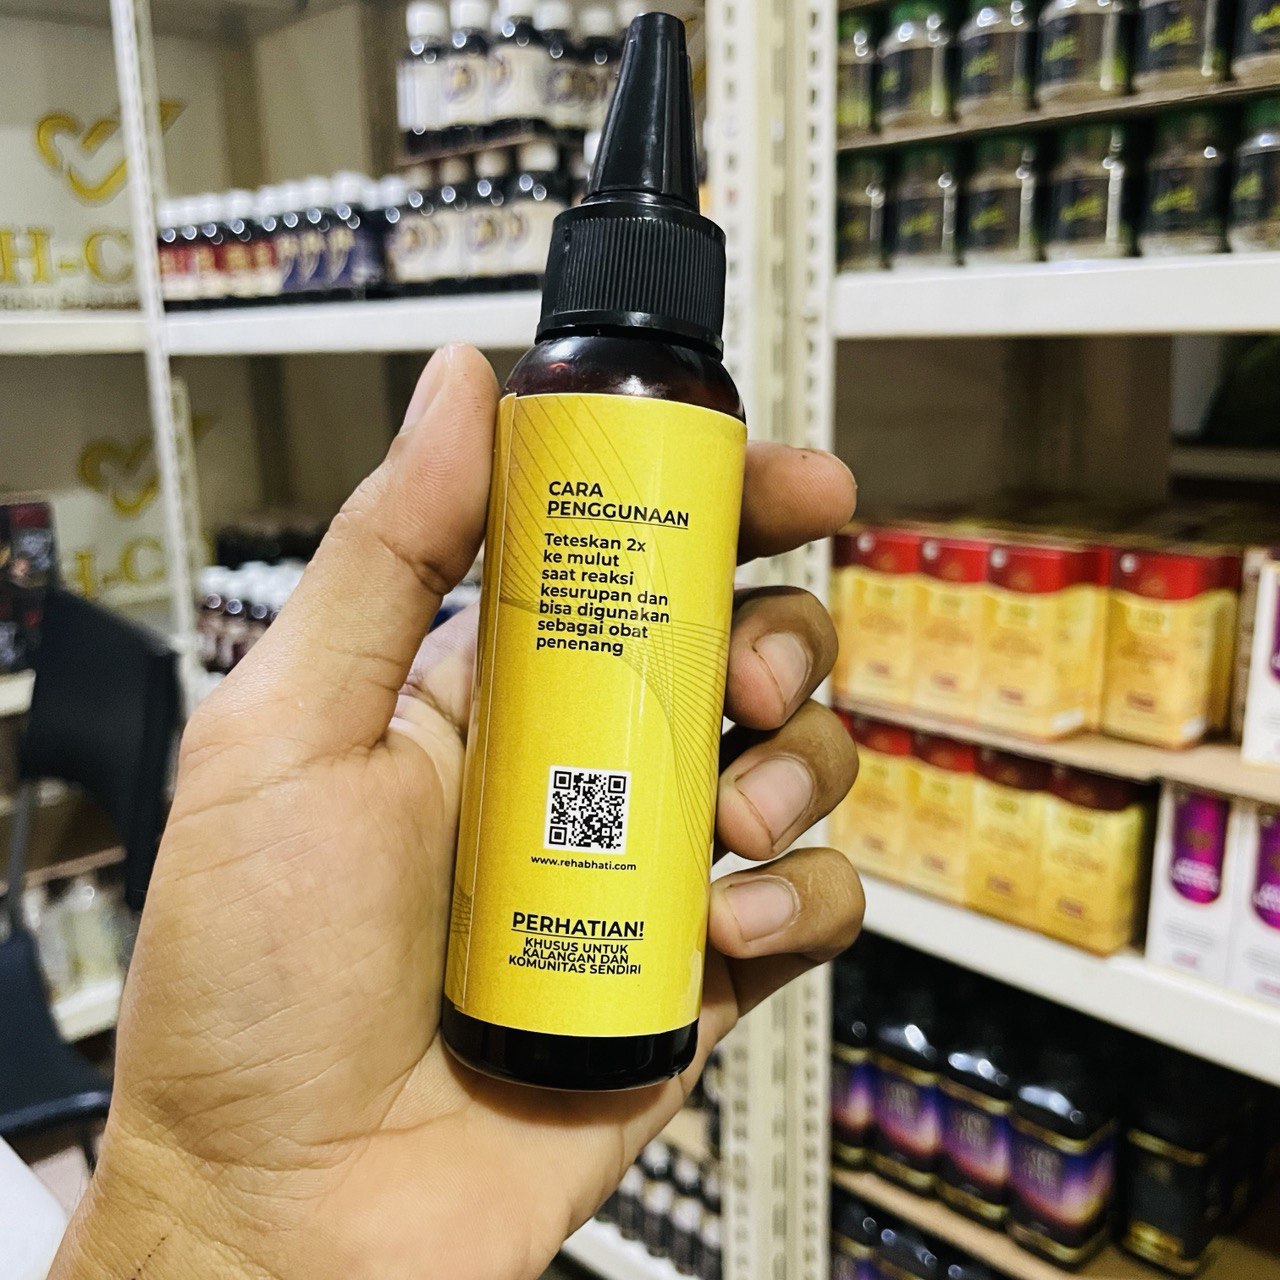 H-C
CARA
PENGGUNAAN
Teteskan 2x
ke mulut
saat reaksi
kesurupan dan
bisa digunakan
sebagai obat
penenang
www.rehabhati.com
PERHATIAN!
KHUSUS UNTUK
KALANGAN DAN
KOMUNITAS SENDIRI